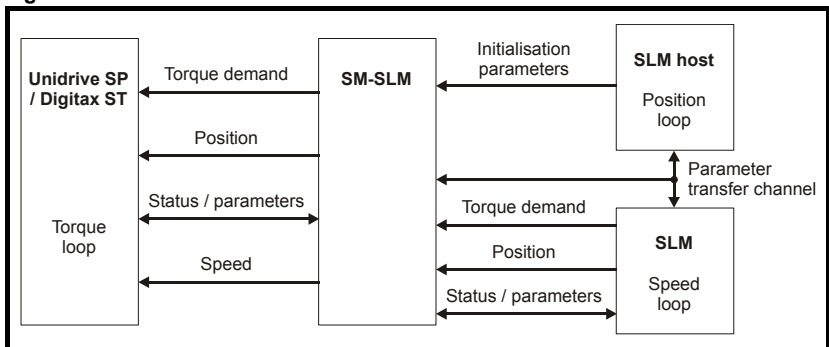 Unidrive SP
/ Digitax ST
Torque
loop
Torque demand
Position
Status / parameters
Speed
SM-SLM
Initialisation
parameters
SLM host
Position
loop
Parameter
transfer channel
Torque demand
Position
Status / parameters
SLM
Speed
loop